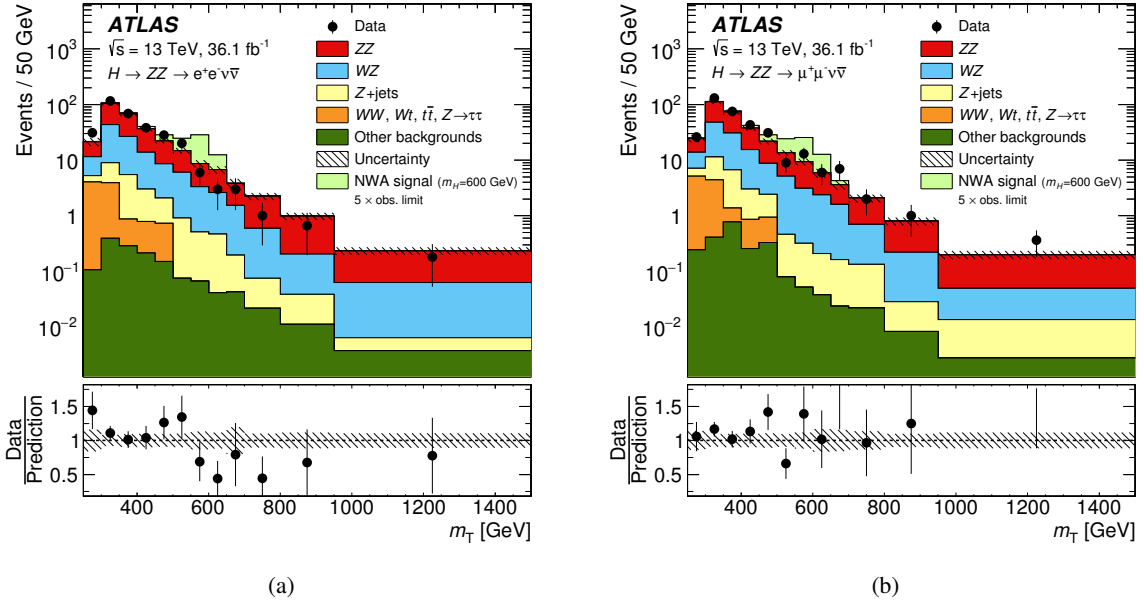 ATLAS
√s = 13 TeV, 36.1 fb⁻¹
H → ZZ → e⁺e⁻νν̅
Data
ZZ
WZ
Z+jets
WW, Wt, tt̅, Z→ττ
Other backgrounds
Uncertainty
NWA signal (m_H=600 GeV)
5 × obs. limit
Events / 50 GeV
10³
10²
10
1
10⁻¹
10⁻²
Data
Prediction
1.5
1
0.5
400 600 800 1000 1200 1400
m_T [GeV]
(a)
ATLAS
√s = 13 TeV, 36.1 fb⁻¹
H → ZZ → μ⁺μ⁻νν̅
Data
ZZ
WZ
Z+jets
WW, Wt, tt̅, Z→ττ
Other backgrounds
Uncertainty
NWA signal (m_H=600 GeV)
5 × obs. limit
Events / 50 GeV
10³
10²
10
1
10⁻¹
10⁻²
Data
Prediction
1.5
1
0.5
400 600 800 1000 1200 1400
m_T [GeV]
(b)